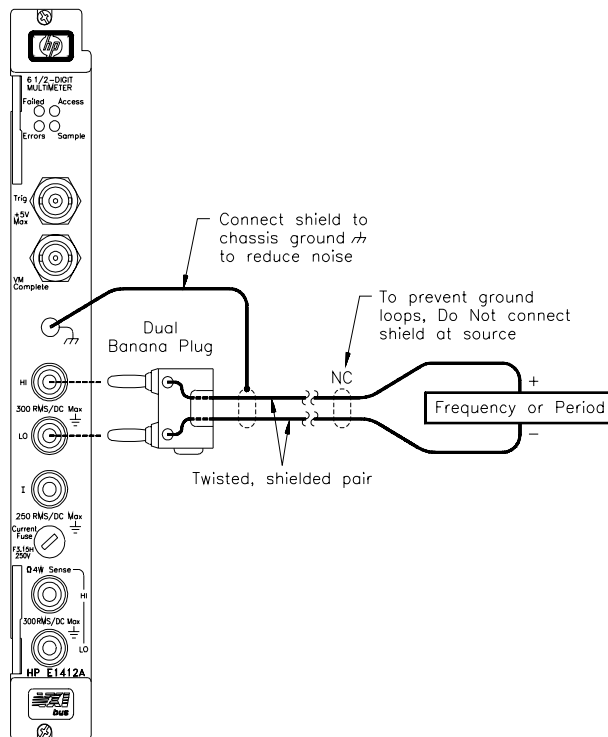 hp
6 1/2-DIGIT
MULTIMETER
Failed Access
Errors Sample
Trig
+5V
Max
VM
Complete
HI
300 RMS/DC Max
LO
I
250 RMS/DC Max
Current
Fuse
F3.15H
250V
Ω4W Sense
HI
300RMS/DC Max
LO
HP E1412A
VXI
bus
Connect shield to
chassis ground
to reduce noise
Dual
Banana Plug
To prevent ground
loops, Do Not connect
shield at source
NC
+
Frequency or Period
−
Twisted, shielded pair